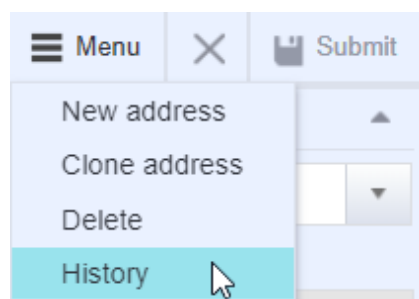 Menu Submit
New address
Clone address
Delete
History